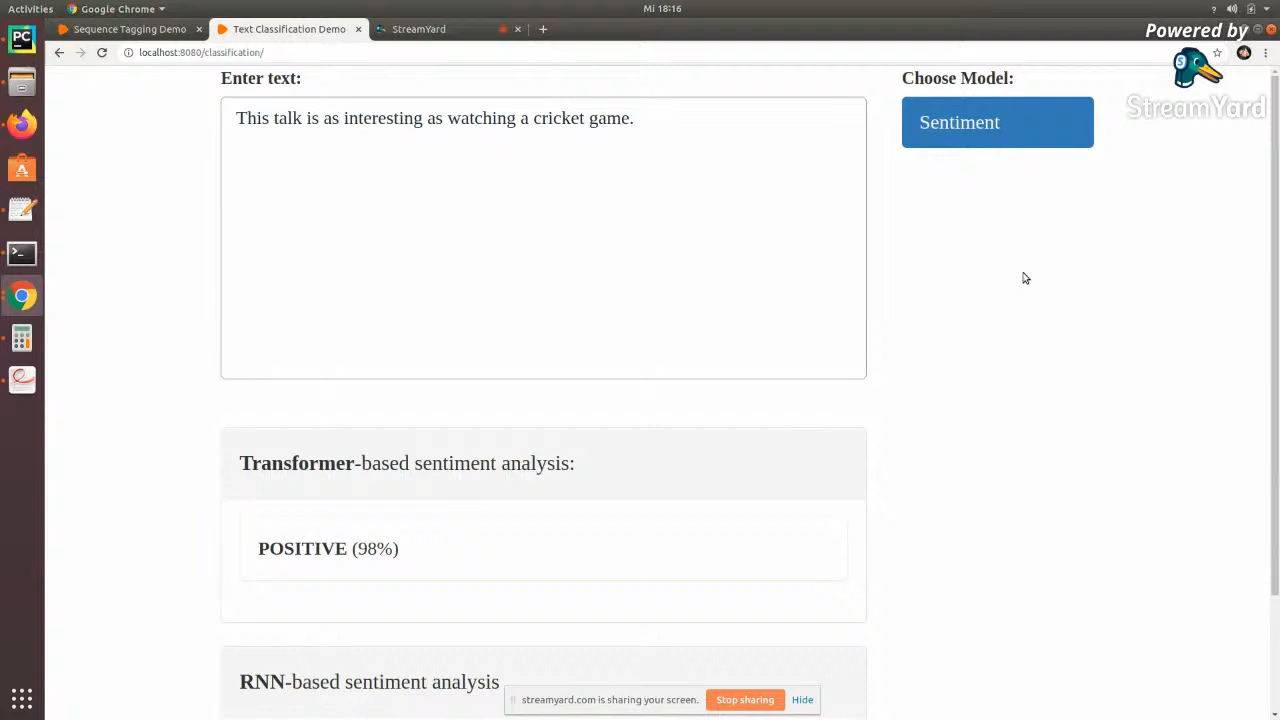 Activities
Google Chrome
Mi 18:16
Sequence Tagging Demo
Text Classification Demo
StreamYard
localhost:8080/classification/
Powered by
StreamYard
Enter text:
Choose Model:
This talk is as interesting as watching a cricket game.
Sentiment
Transformer-based sentiment analysis:
POSITIVE (98%)
RNN-based sentiment analysis
streamyard.com is sharing your screen.
Stop sharing
Hide
PC
S